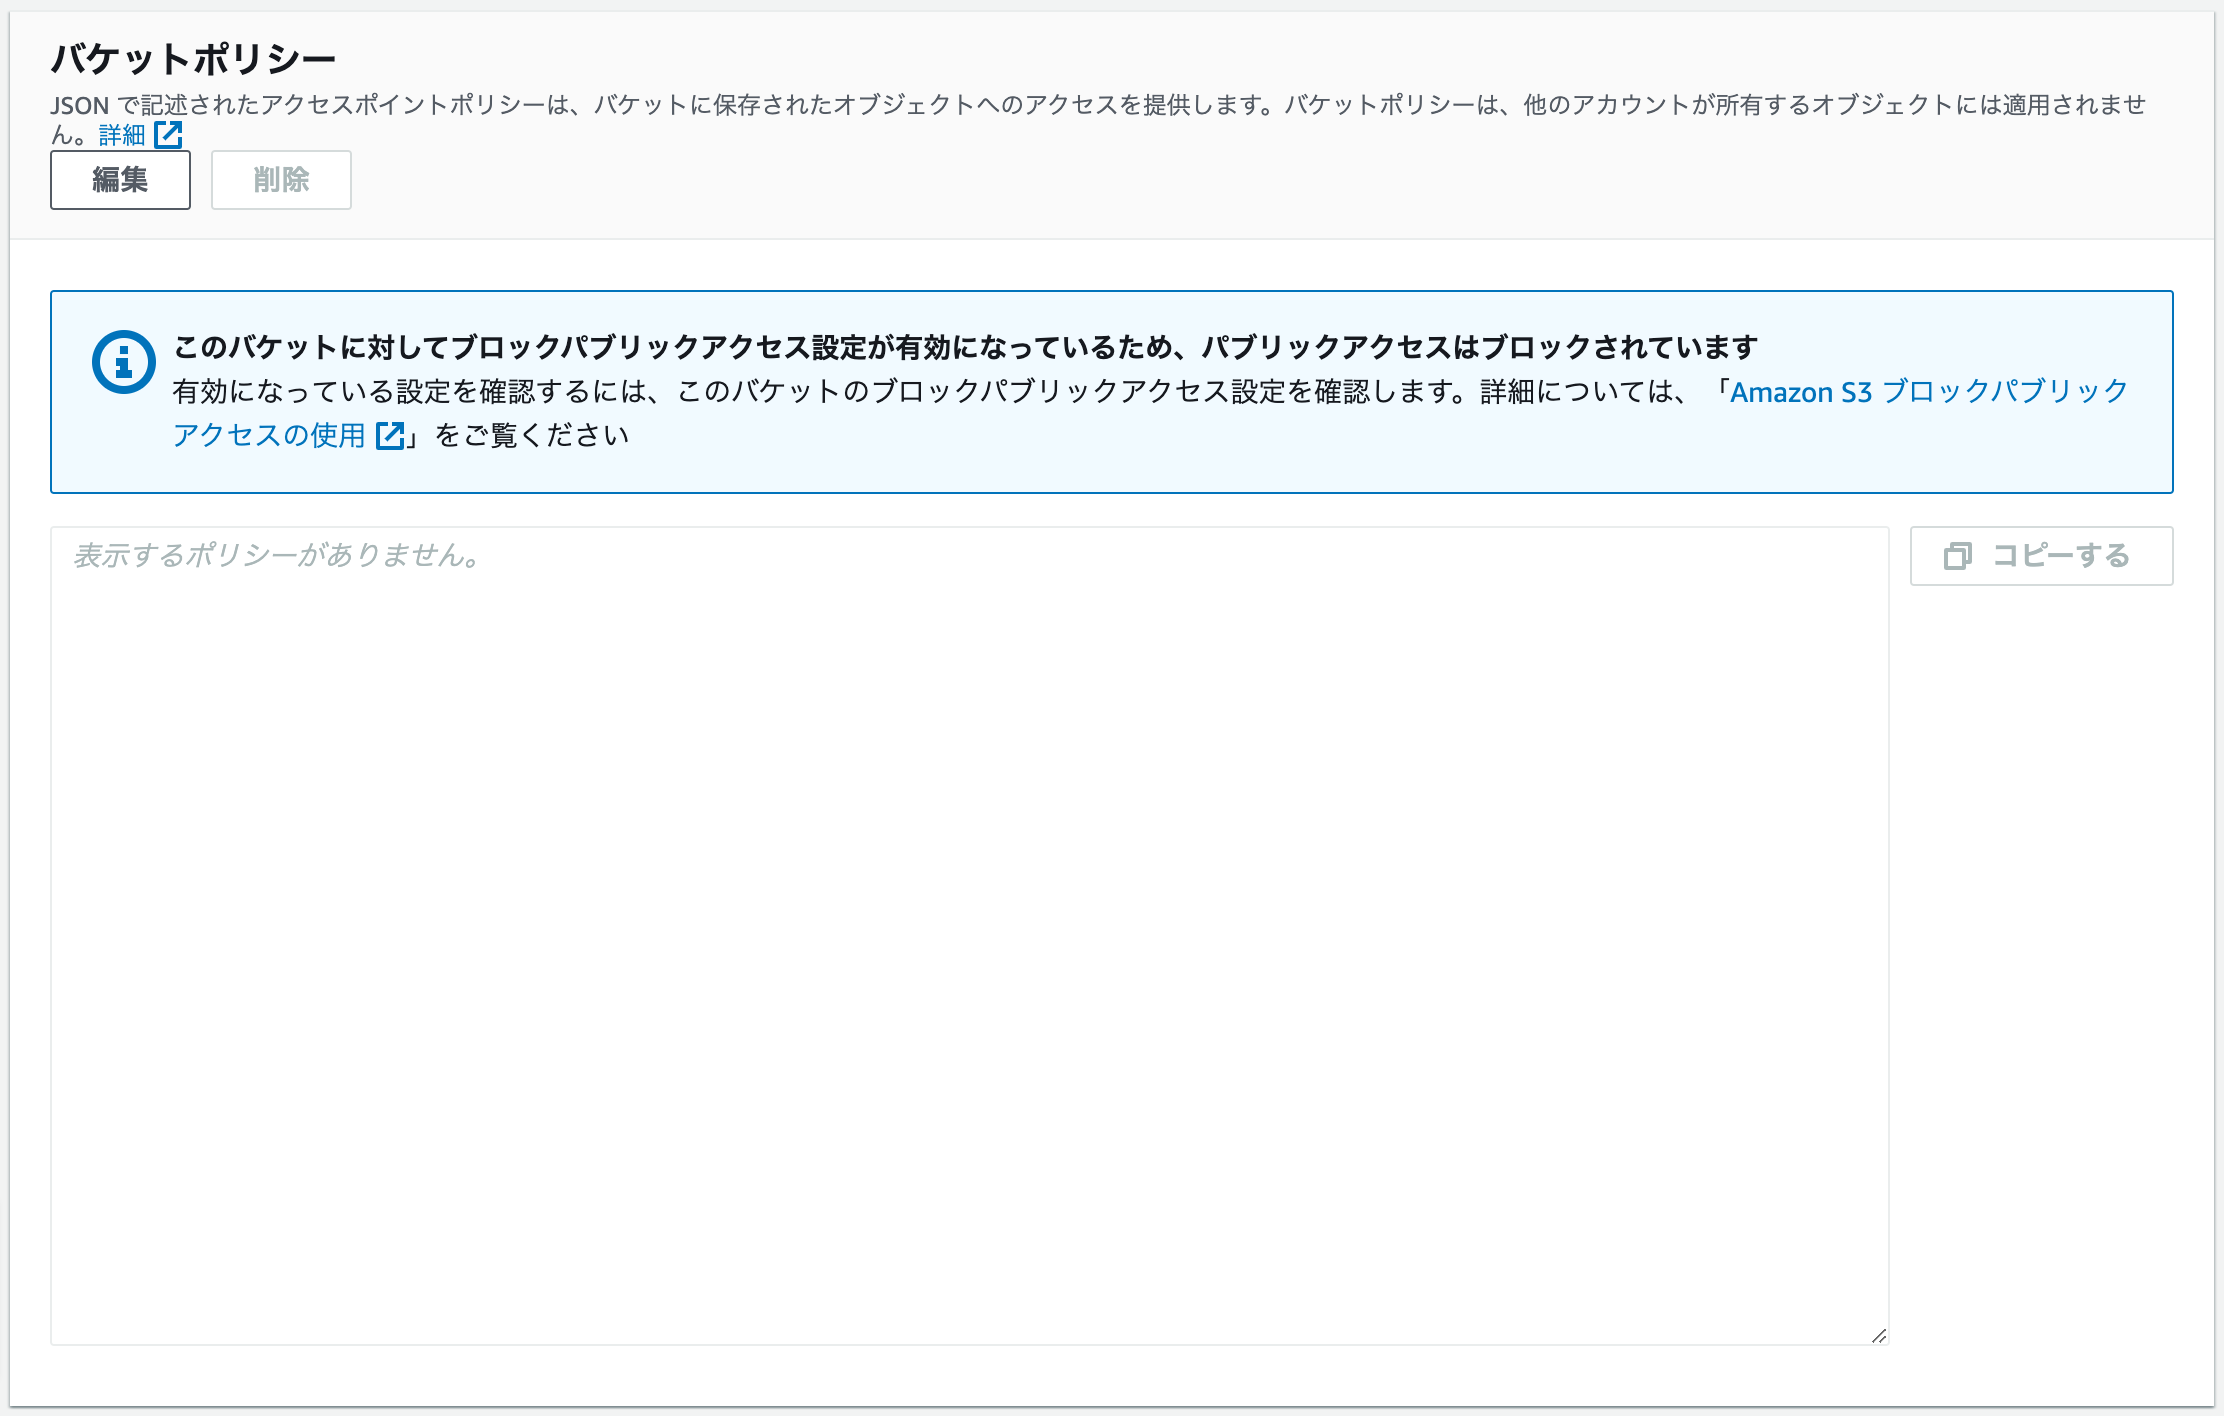 バケットポリシー
JSON で記述されたアクセスポイントポリシーは、バケットに保存されたオブジェクトへのアクセスを提供します。バケットポリシーは、他のアカウントが所有するオブジェクトには適用されませ
ん。詳細
編集 削除
このバケットに対してブロックパブリックアクセス設定が有効になっているため、パブリックアクセスはブロックされています
有効になっている設定を確認するには、このバケットのブロックパブリックアクセス設定を確認します。詳細については、「Amazon S3 ブロックパブリック
アクセスの使用」をご覧ください
表示するポリシーがありません。
コピーする